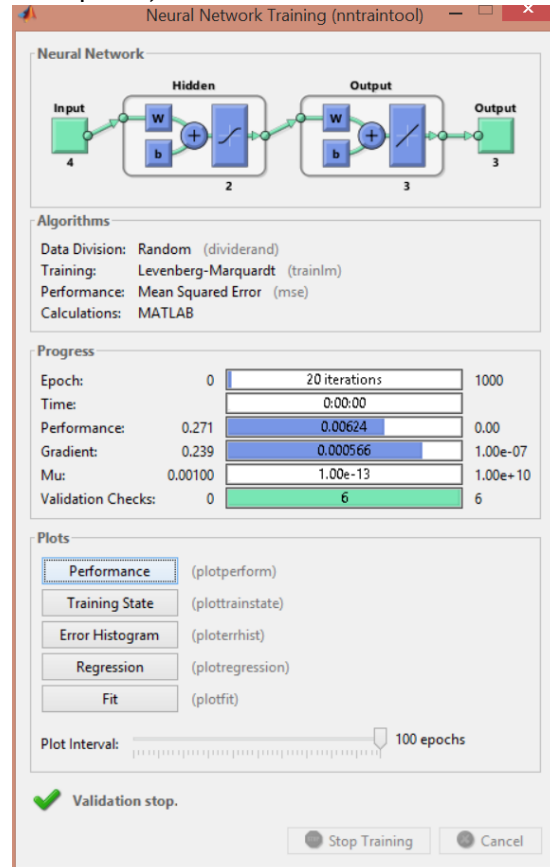 Neural Network Training (nntraintool)
Neural Network
Hidden Output
Input Output
W W
b b
4 2 3 3
Algorithms
Data Division: Random (dividerand)
Training: Levenberg-Marquardt (trainlm)
Performance: Mean Squared Error (mse)
Calculations: MATLAB
Progress
Epoch: 0 20 iterations 1000
Time: 0:00:00
Performance: 0.271 0.00624 0.00
Gradient: 0.239 0.000566 1.00e-07
Mu: 0.00100 1.00e-13 1.00e+10
Validation Checks: 0 6 6
Plots
Performance (plotperform)
Training State (plottrainstate)
Error Histogram (ploterrhist)
Regression (plotregression)
Fit (plotfit)
Plot Interval: 100 epochs
Validation stop.
Stop Training Cancel